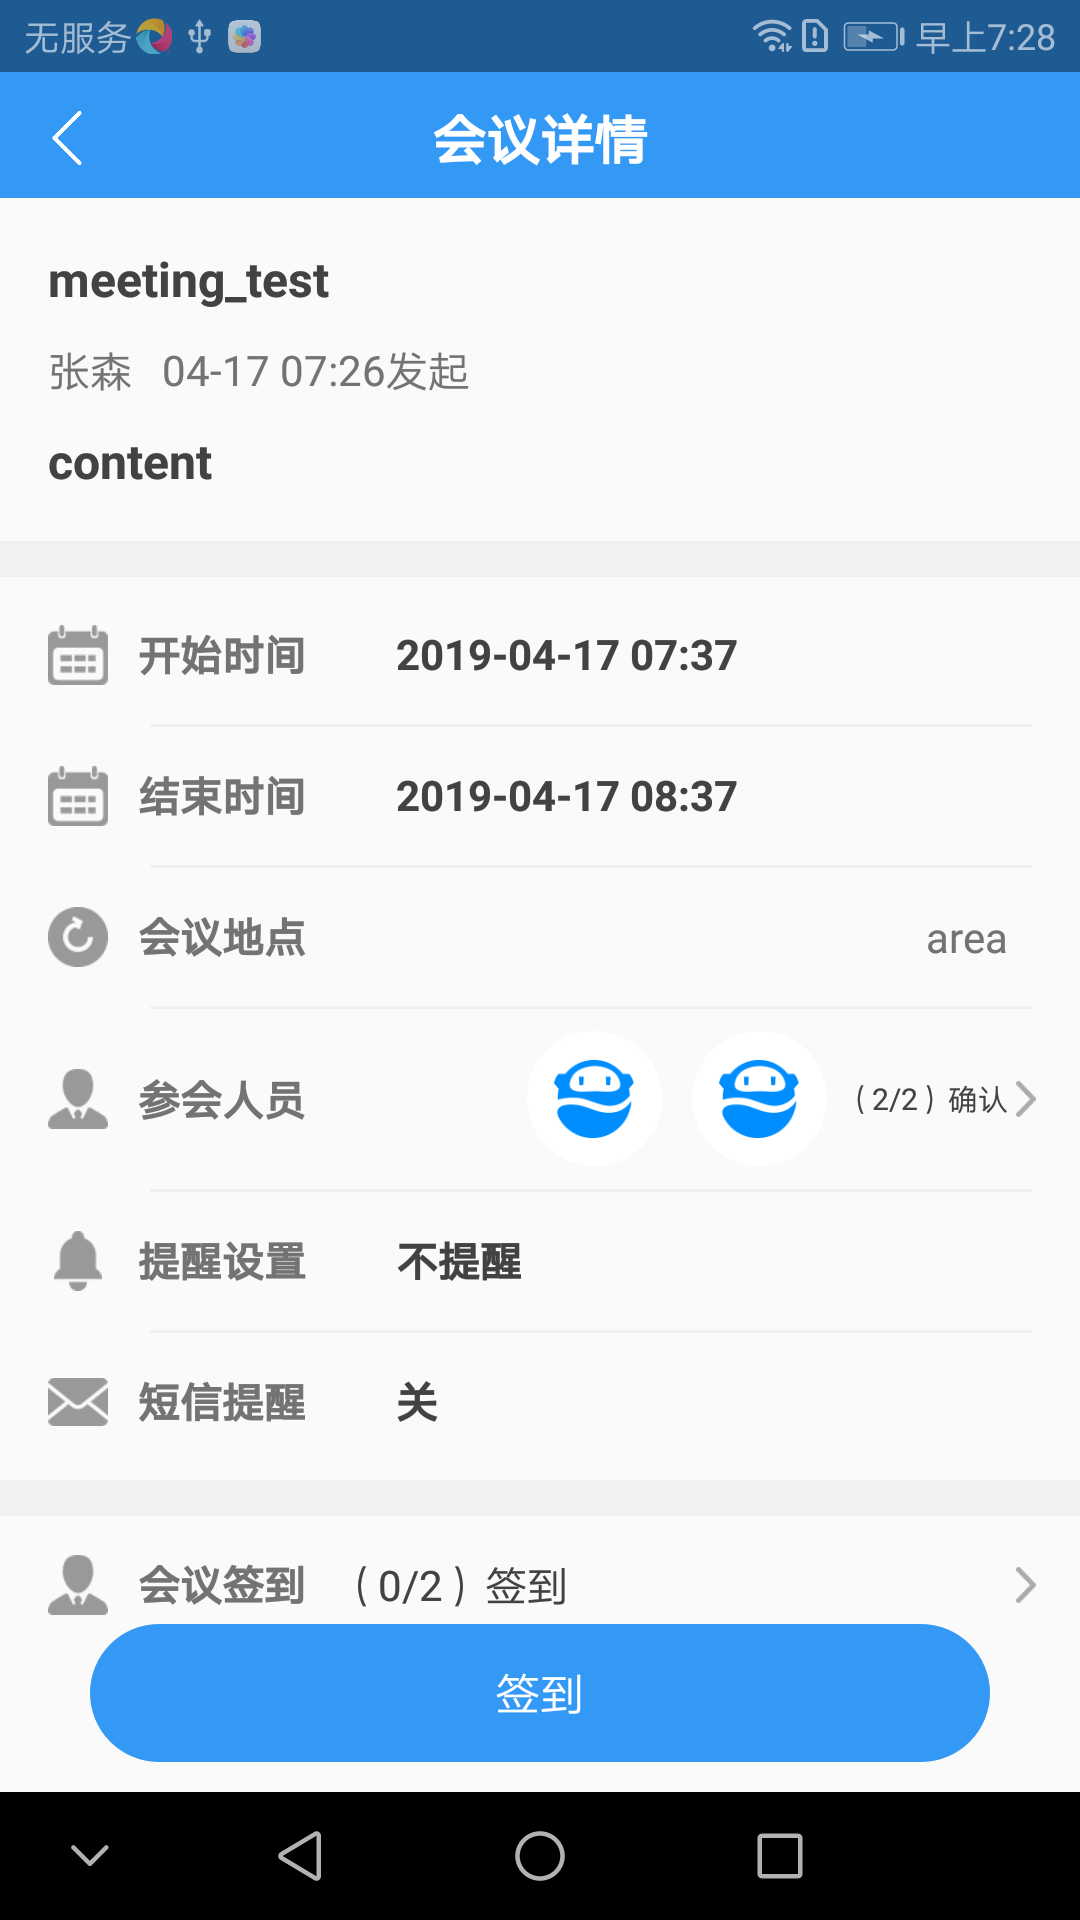 无服务 早上7:28
会议详情
meeting_test
张森 04-17 07:26发起
content
开始时间 2019-04-17 07:37
结束时间 2019-04-17 08:37
会议地点 area
参会人员 (2/2) 确认
提醒设置 不提醒
短信提醒 关
会议签到 (0/2) 签到
签到